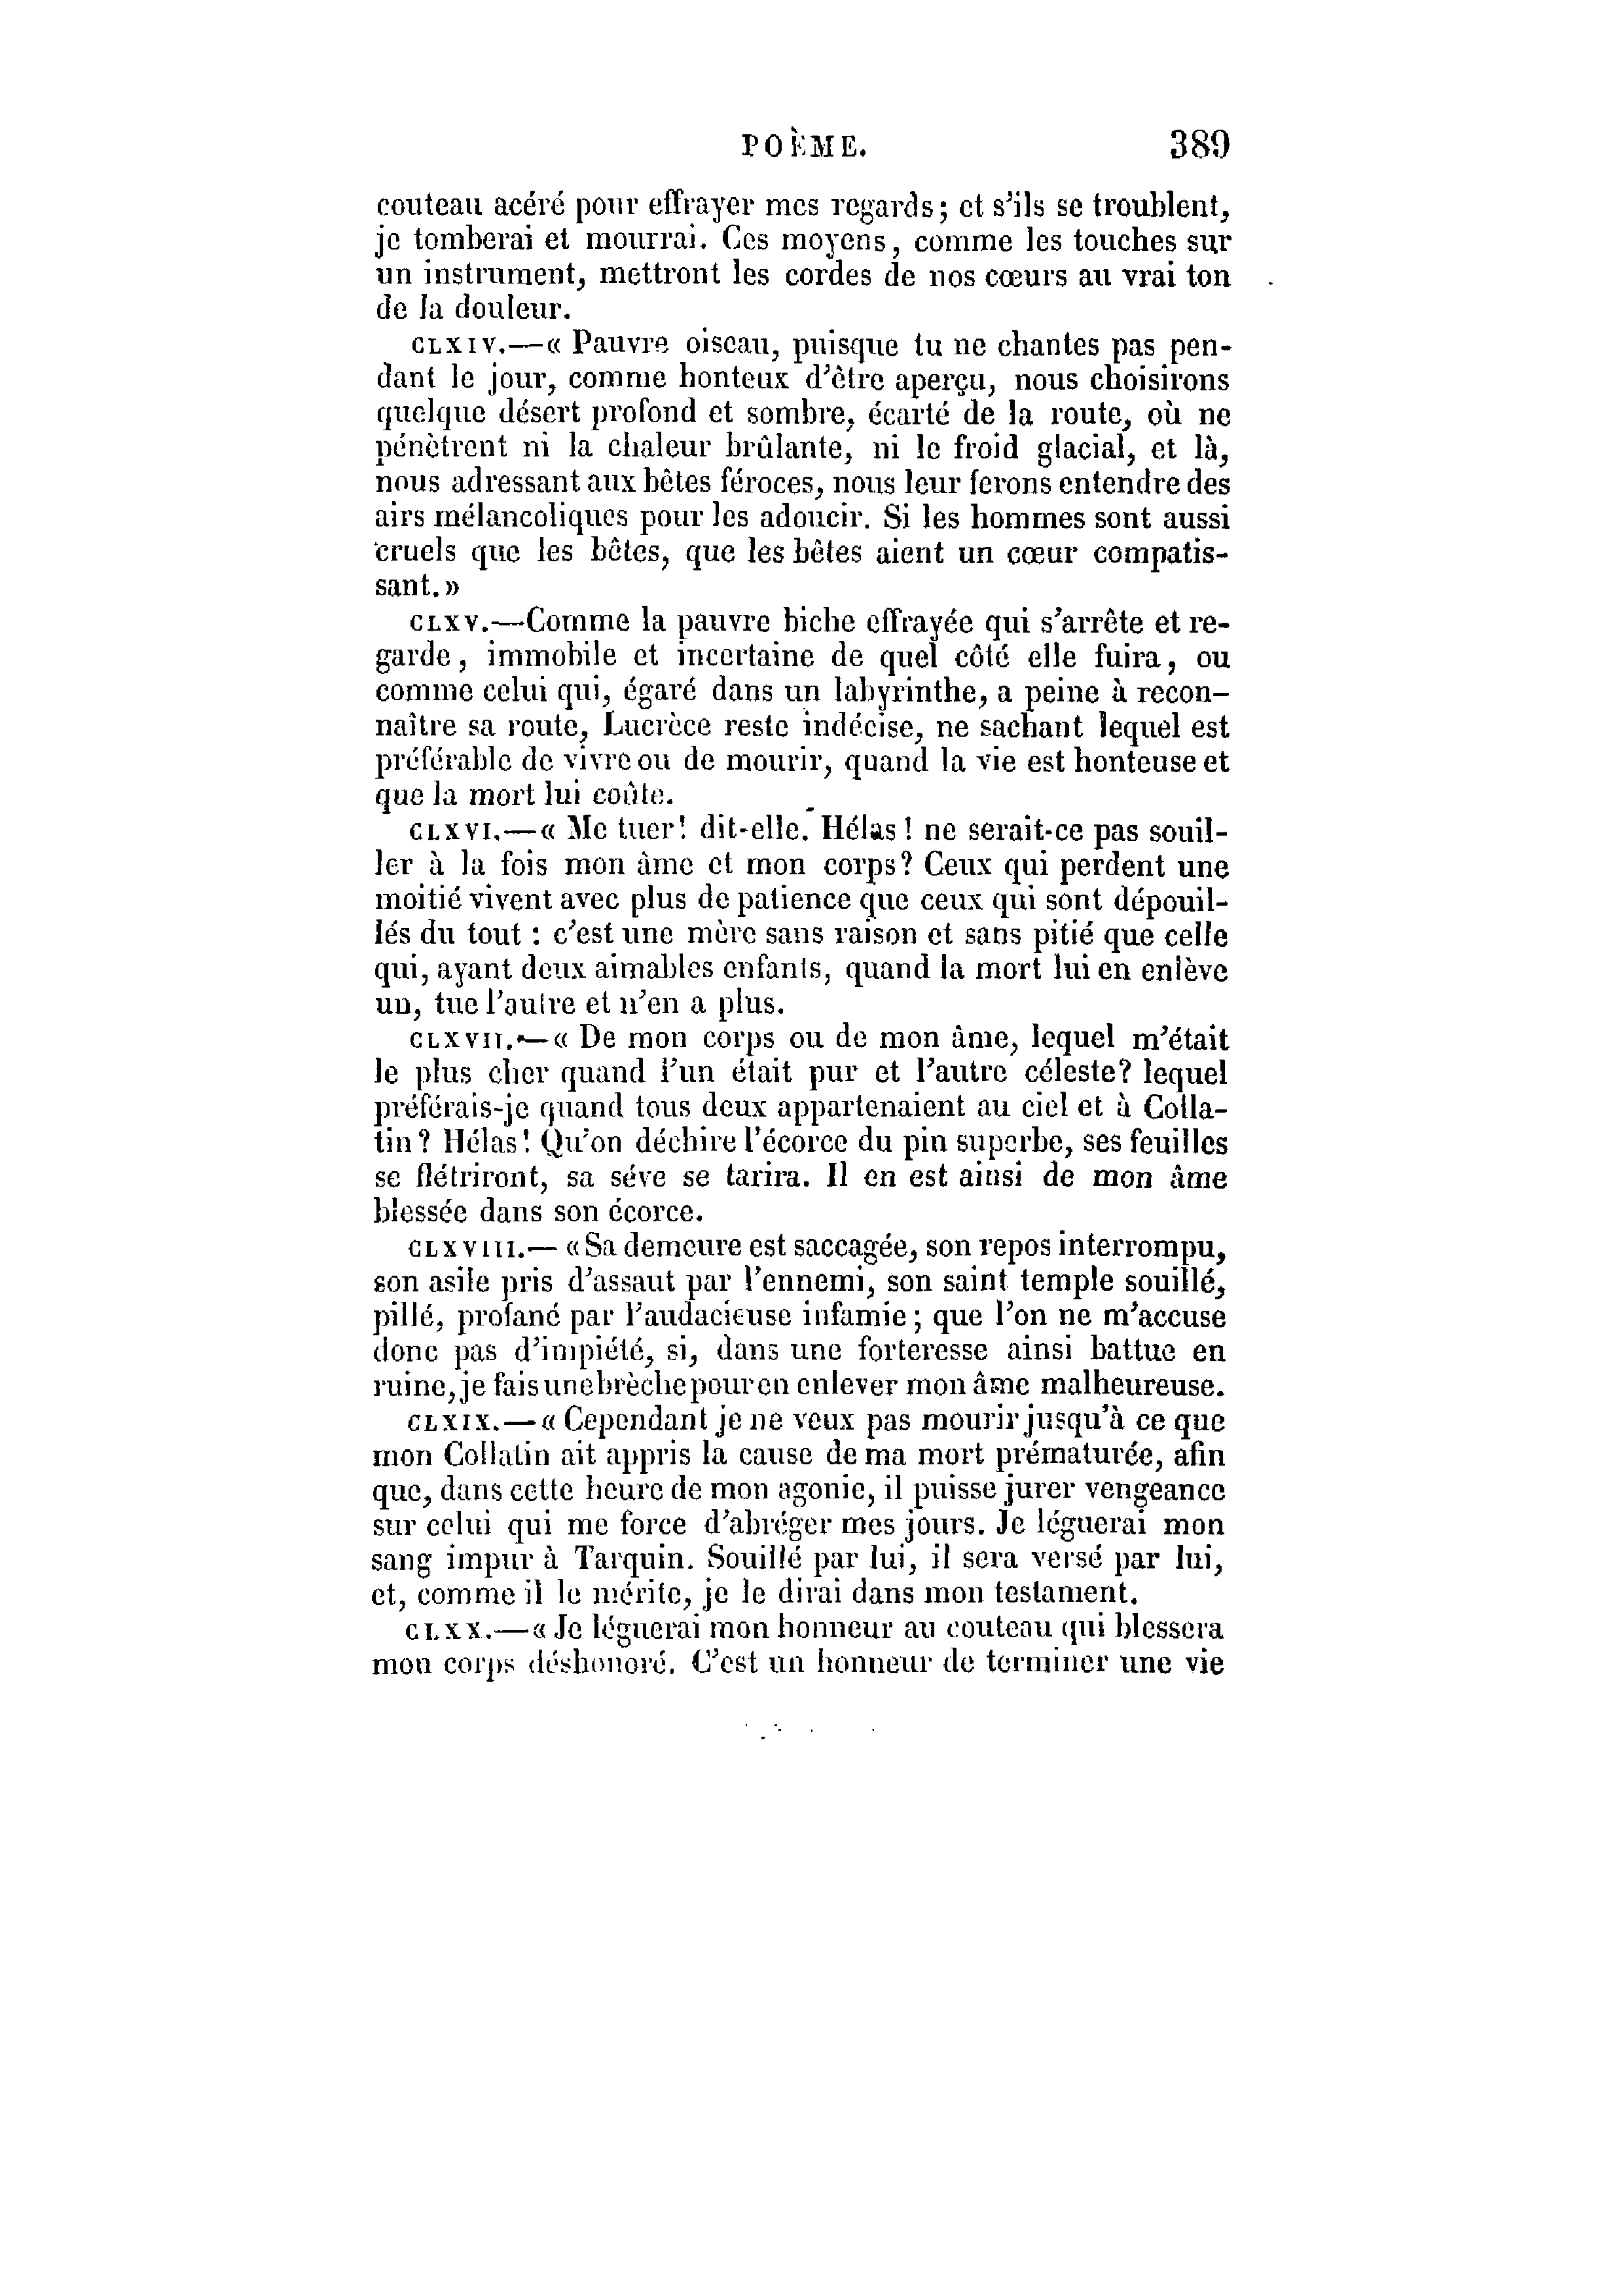 POÈME. 389
couteau acéré pour effrayer mes regards; et s'ils se troublent,
je tomberai et mourrai. Ces moyens, comme les touches sur
un instrument, mettront les cordes de nos cœurs au vrai ton
de la douleur.
CLXIV.—« Pauvre oiseau, puisque tu ne chantes pas pen-
dant le jour, comme honteux d'être aperçu, nous choisirons
quelque désert profond et sombre, écarté de la route, où ne
pénètrent ni la chaleur brûlante, ni le froid glacial, et là,
nous adressant aux bêtes féroces, nous leur ferons entendre des
airs mélancoliques pour les adoucir. Si les hommes sont aussi
cruels que les bêtes, que les bêtes aient un cœur compatis-
sant. »
CLXV.—Comme la pauvre biche effrayée qui s'arrête et re-
garde, immobile et incertaine de quel côté elle fuira, ou
comme celui qui, égaré dans un labyrinthe, a peine à recon-
naître sa route, Lucrèce reste indécise, ne sachant lequel est
préférable de vivre ou de mourir, quand la vie est honteuse et
que la mort lui coûte.
CLXVI.—« Me tuer! dit-elle. Hélas! ne serait-ce pas souil-
ler à la fois mon âme et mon corps? Ceux qui perdent une
moitié vivent avec plus de patience que ceux qui sont dépouil-
lés du tout : c'est une mère sans raison et sans pitié que celle
qui, ayant deux aimables enfants, quand la mort lui en enlève
un, tue l'autre et n'en a plus.
CLXVII.—« De mon corps ou de mon âme, lequel m'était
le plus cher quand l'un était pur et l'autre céleste? lequel
préférais-je quand tous deux appartenaient au ciel et à Colla-
tin? Hélas! Qu'on déchire l'écorce du pin superbe, ses feuilles
se flétriront, sa séve se tarira. Il en est ainsi de mon âme
blessée dans son écorce.
CLXVIII.— « Sa demeure est saccagée, son repos interrompu,
son asile pris d'assaut par l'ennemi, son saint temple souillé,
pillé, profané par l'audacieuse infamie; que l'on ne m'accuse
donc pas d'impiété, si, dans une forteresse ainsi battue en
ruine, je fais une brèche pour en enlever mon âme malheureuse.
CLXIX.—« Cependant je ne veux pas mourir jusqu'à ce que
mon Collatin ait appris la cause de ma mort prématurée, afin
que, dans cette heure de mon agonie, il puisse jurer vengeance
sur celui qui me force d'abréger mes jours. Je léguerai mon
sang impur à Tarquin. Souillé par lui, il sera versé par lui,
et, comme il le mérite, je le dirai dans mon testament.
CLXX.—« Je léguerai mon honneur au couteau qui blessera
mon corps déshonoré. C'est un honneur de terminer une vie